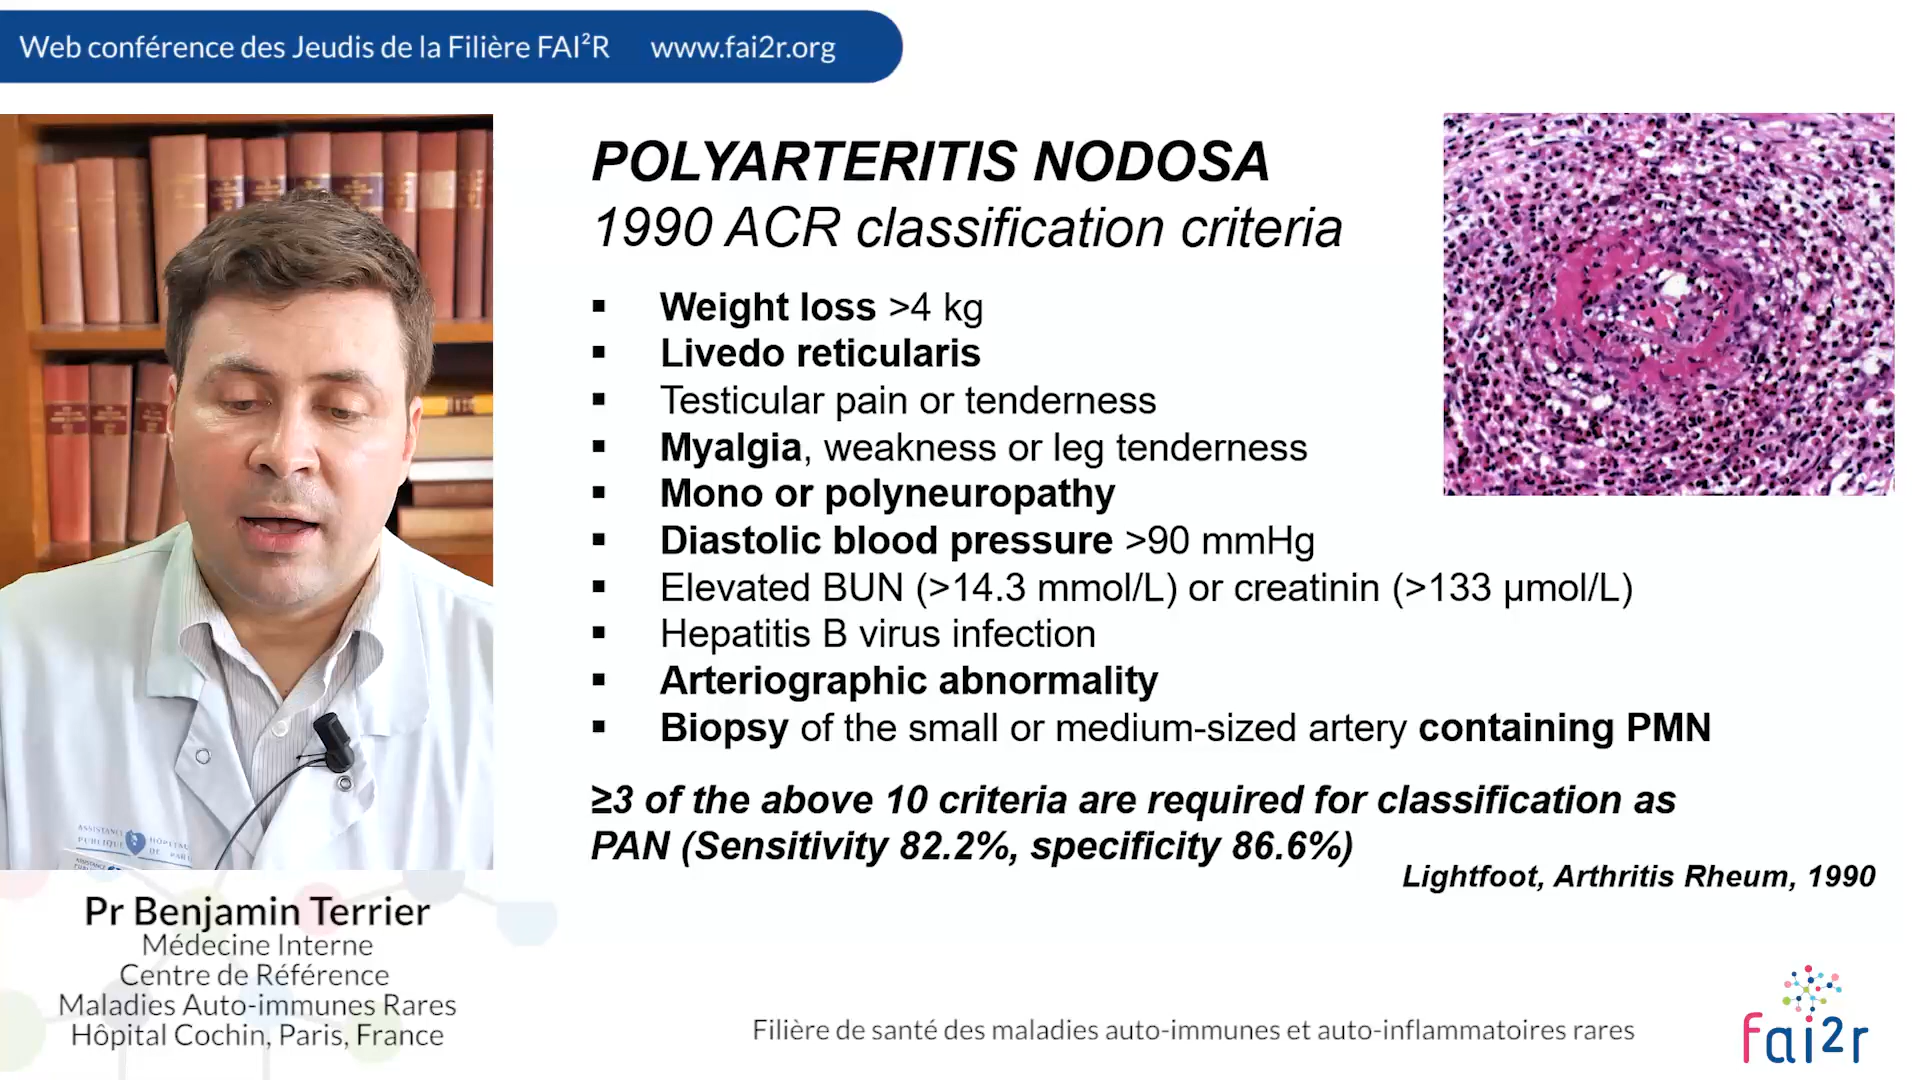 Web conférence des Jeudis de la Filière FAI²R www.fai2r.org
POLYARTERITIS NODOSA
1990 ACR classification criteria
▪ Weight loss >4 kg
▪ Livedo reticularis
▪ Testicular pain or tenderness
▪ Myalgia, weakness or leg tenderness
▪ Mono or polyneuropathy
▪ Diastolic blood pressure >90 mmHg
▪ Elevated BUN (>14.3 mmol/L) or creatinin (>133 µmol/L)
▪ Hepatitis B virus infection
▪ Arteriographic abnormality
▪ Biopsy of the small or medium-sized artery containing PMN
≥3 of the above 10 criteria are required for classification as
PAN (Sensitivity 82.2%, specificity 86.6%)
Lightfoot, Arthritis Rheum, 1990
ASSISTANCE HÔPITAUX
PUBLIQUE DE PARIS
Pr Benjamin Terrier
Médecine Interne
Centre de Référence
Maladies Auto-immunes Rares
Hôpital Cochin, Paris, France
Filière de santé des maladies auto-immunes et auto-inflammatoires rares
fai2r